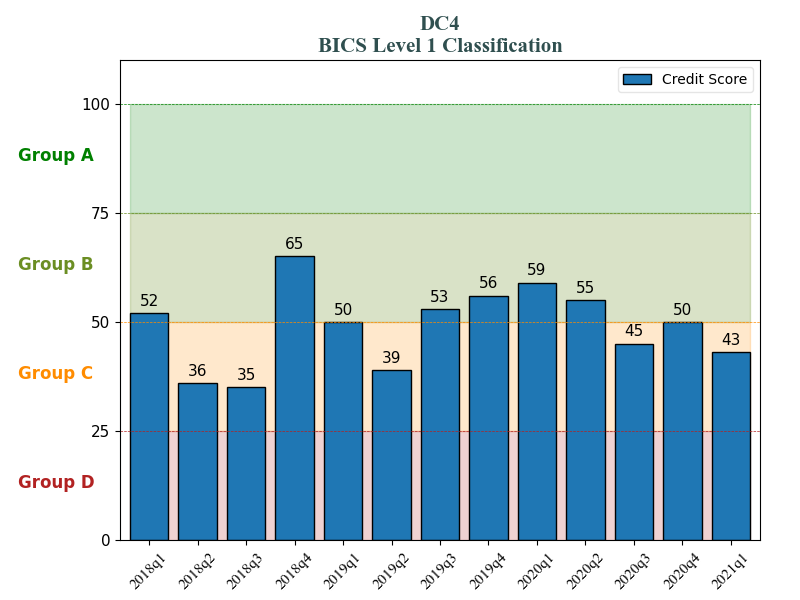 DC4
BICS Level 1 Classification
Credit Score
100
Group A
75
65
Group B
59
56
55
53
52
50
50
50
45
43
39
Group C
36
35
25
Group D
0
2018q1
2018q2
2018q3
2018q4
2019q1
2019q2
2019q3
2019q4
2020q1
2020q2
2020q3
2020q4
2021q1